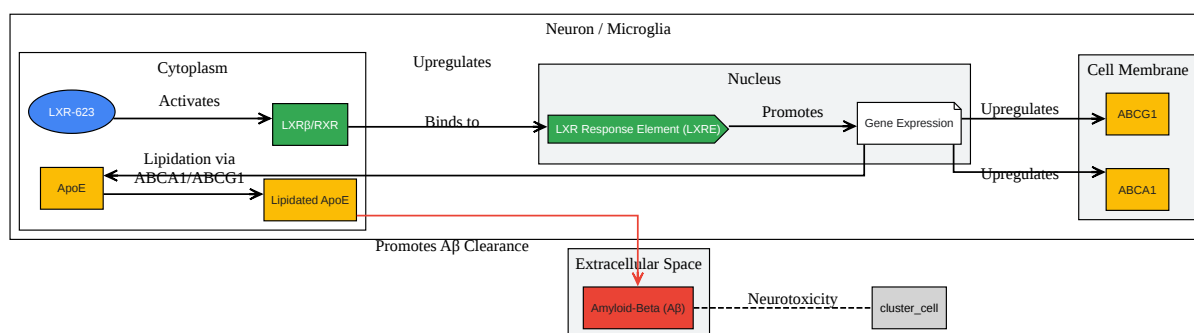 Neuron / Microglia
Cytoplasm
Upregulates
Nucleus
Cell Membrane
LXR-623
Activates
LXRβ/RXR
Binds to
LXR Response Element (LXRE)
Promotes
Gene Expression
Upregulates
ABCG1
Lipidation via
ABCA1/ABCG1
ApoE
Lipidated ApoE
Upregulates
ABCA1
Promotes Aβ Clearance
Extracellular Space
Amyloid-Beta (Aβ)
Neurotoxicity
cluster_cell